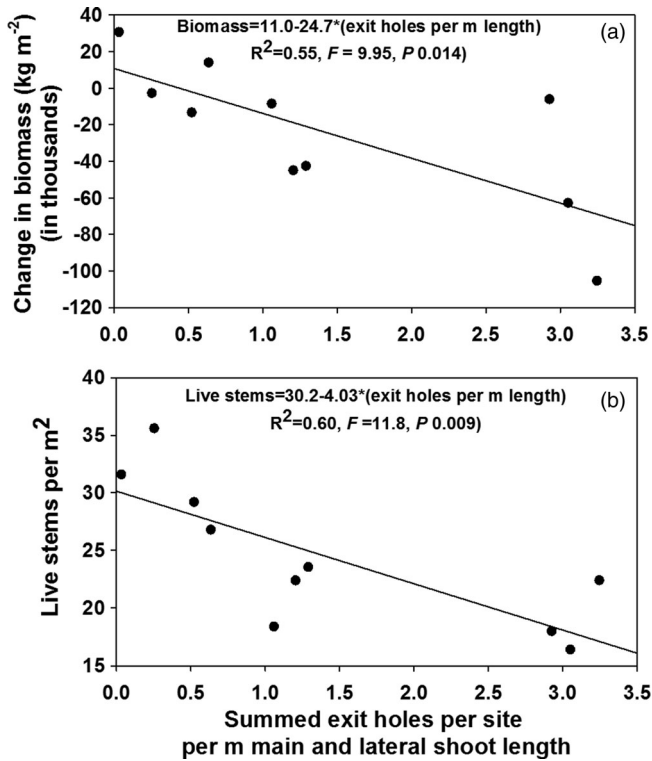 Biomass=11.0-24.7*(exit holes per m length)
R²=0.55, F = 9.95, P 0.014)
(a)
Change in biomass (kg m⁻²)
(in thousands)
40
20
0
-20
-40
-60
-80
-100
-120
0.0 0.5 1.0 1.5 2.0 2.5 3.0 3.5
Live stems=30.2-4.03*(exit holes per m length)
R²=0.60, F =11.8, P 0.009)
(b)
Live stems per m²
40
35
30
25
20
15
0.0 0.5 1.0 1.5 2.0 2.5 3.0 3.5
Summed exit holes per site
per m main and lateral shoot length